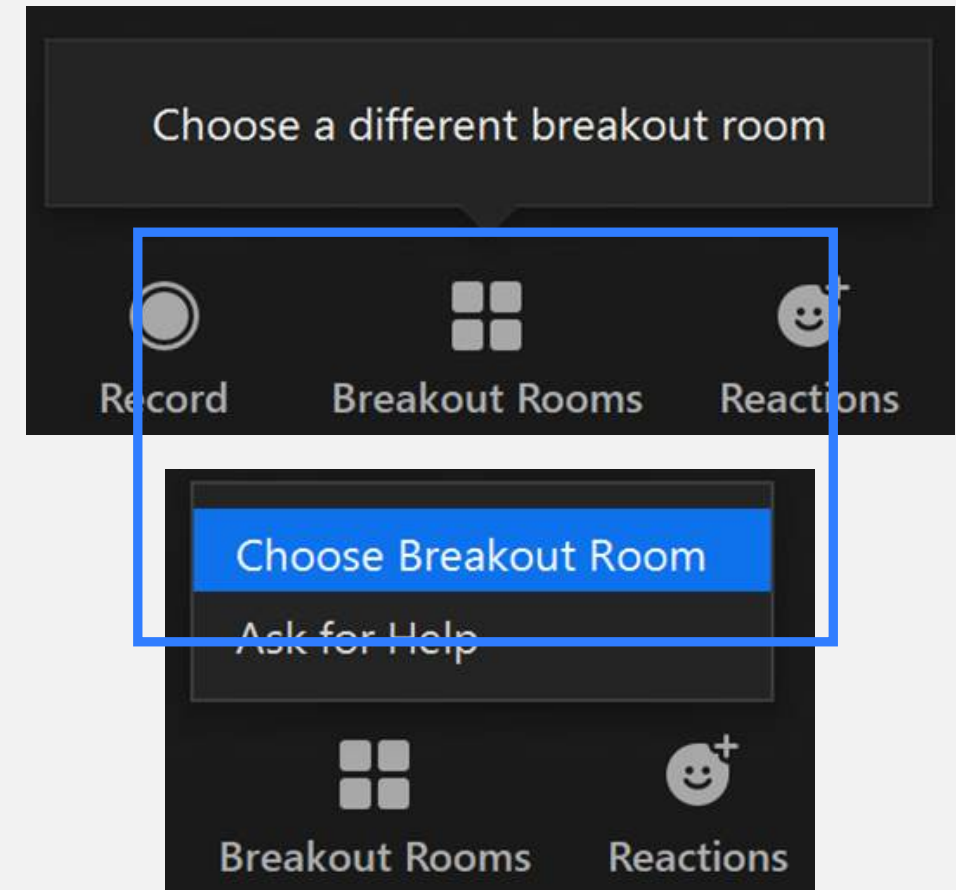 Choose a different breakout room
Record Breakout Rooms Reactions
Choose Breakout Room
Ask for Help
Breakout Rooms Reactions